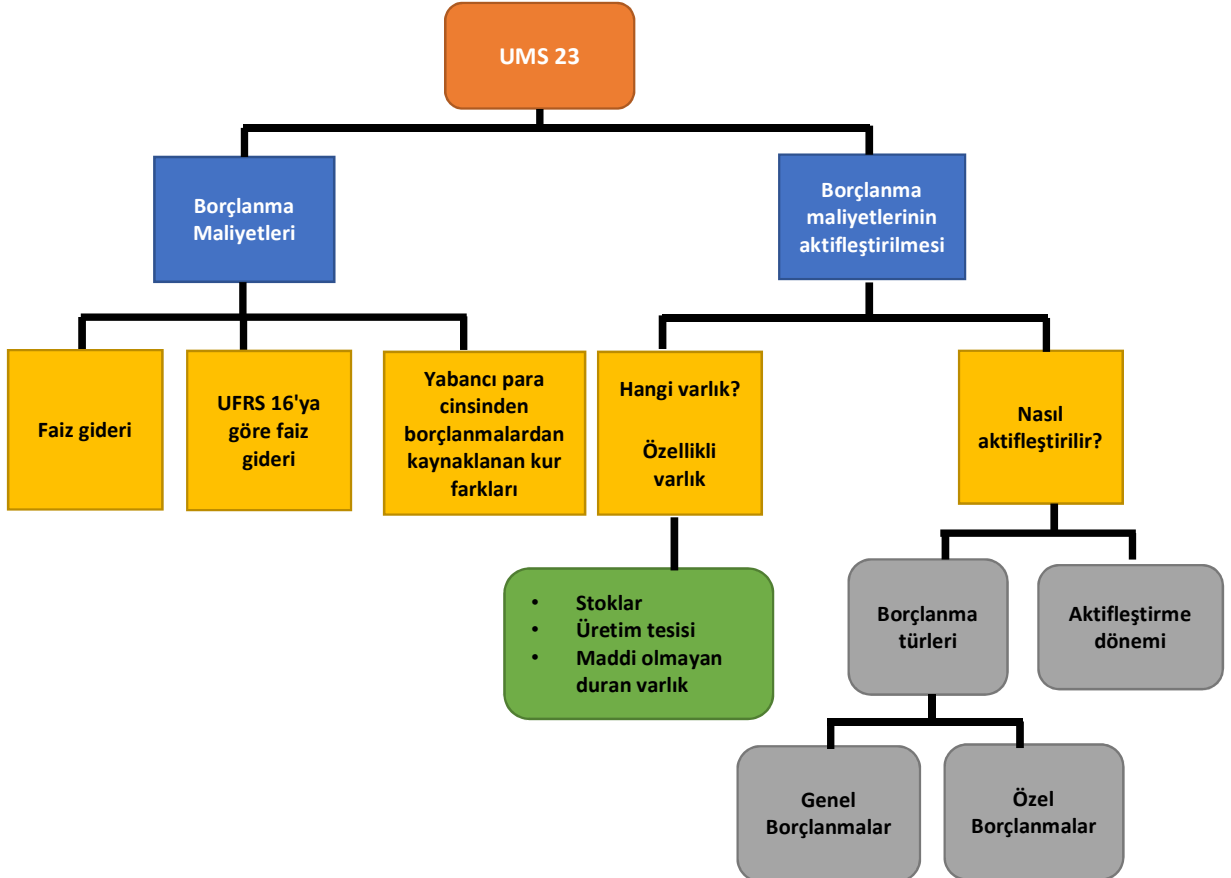 UMS 23
Borçlanma
Maliyetleri
Borçlanma
maliyetlerinin
aktifleştirilmesi
Faiz gideri
UFRS 16'ya
göre faiz
gideri
Yabancı para
cinsinden
borçlanmalardan
kaynaklanan kur
farkları
Hangi varlık?
Özellikli
varlık
Nasıl
aktifleştirilir?
• Stoklar
• Üretim tesisi
• Maddi olmayan
duran varlık
Borçlanma
türleri
Aktifleştirme
dönemi
Genel
Borçlanmalar
Özel
Borçlanmalar